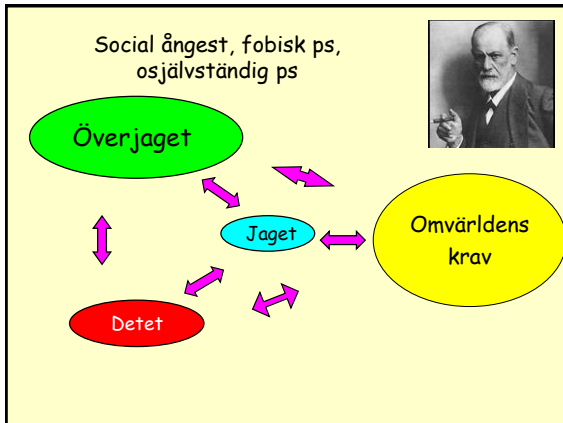 Social ångest, fobisk ps,
osjälvständig ps
Överjaget
Jaget
Omvärldens
krav
Detet